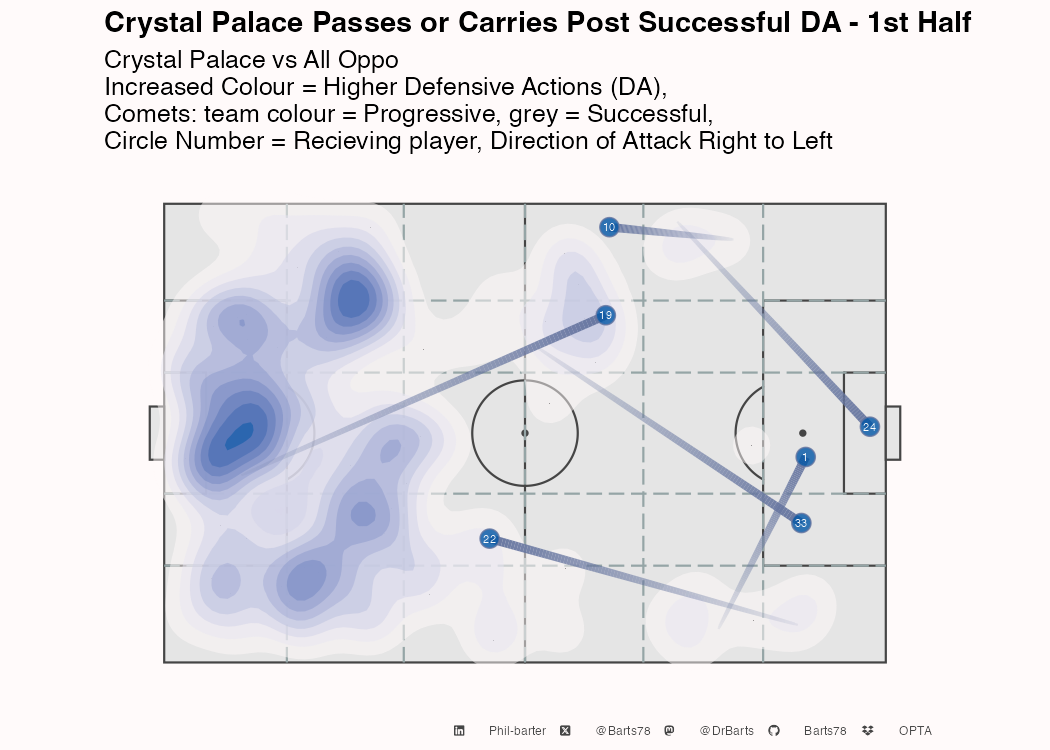 Crystal Palace Passes or Carries Post Successful DA - 1st Half
Crystal Palace vs All Oppo
Increased Colour = Higher Defensive Actions (DA),
Comets: team colour = Progressive, grey = Successful,
Circle Number = Recieving player, Direction of Attack Right to Left
10
19
24
1
33
22
Phil-barter @Barts78 @DrBarts Barts78 OPTA